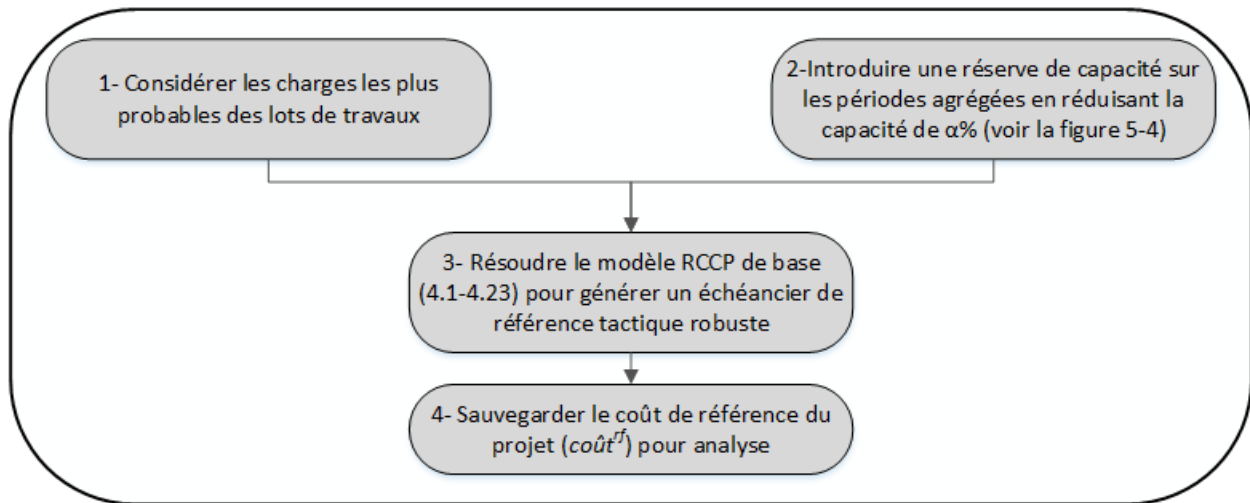 1- Considérer les charges les plus
probables des lots de travaux
2-Introduire une réserve de capacité sur
les périodes agrégées en réduisant la
capacité de α% (voir la figure 5-4)
3- Résoudre le modèle RCCP de base
(4.1-4.23) pour générer un échéancier de
référence tactique robuste
4- Sauvegarder le coût de référence du
projet (coût^rf) pour analyse